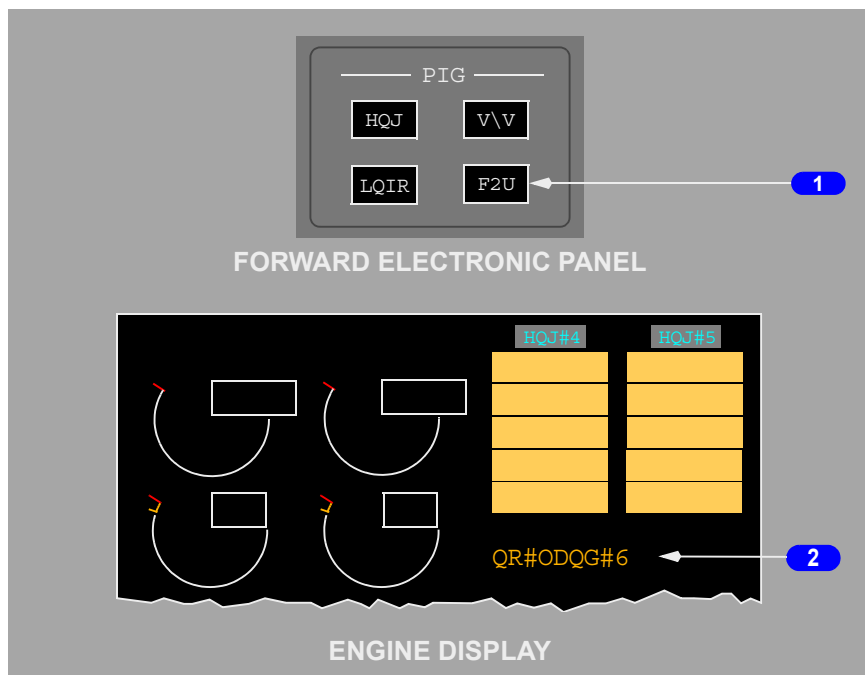 PIG
HQJ V\V
LQIR F2U
1
FORWARD ELECTRONIC PANEL
HQJ#4 HQJ#5
QR#ODQG#6
2
ENGINE DISPLAY